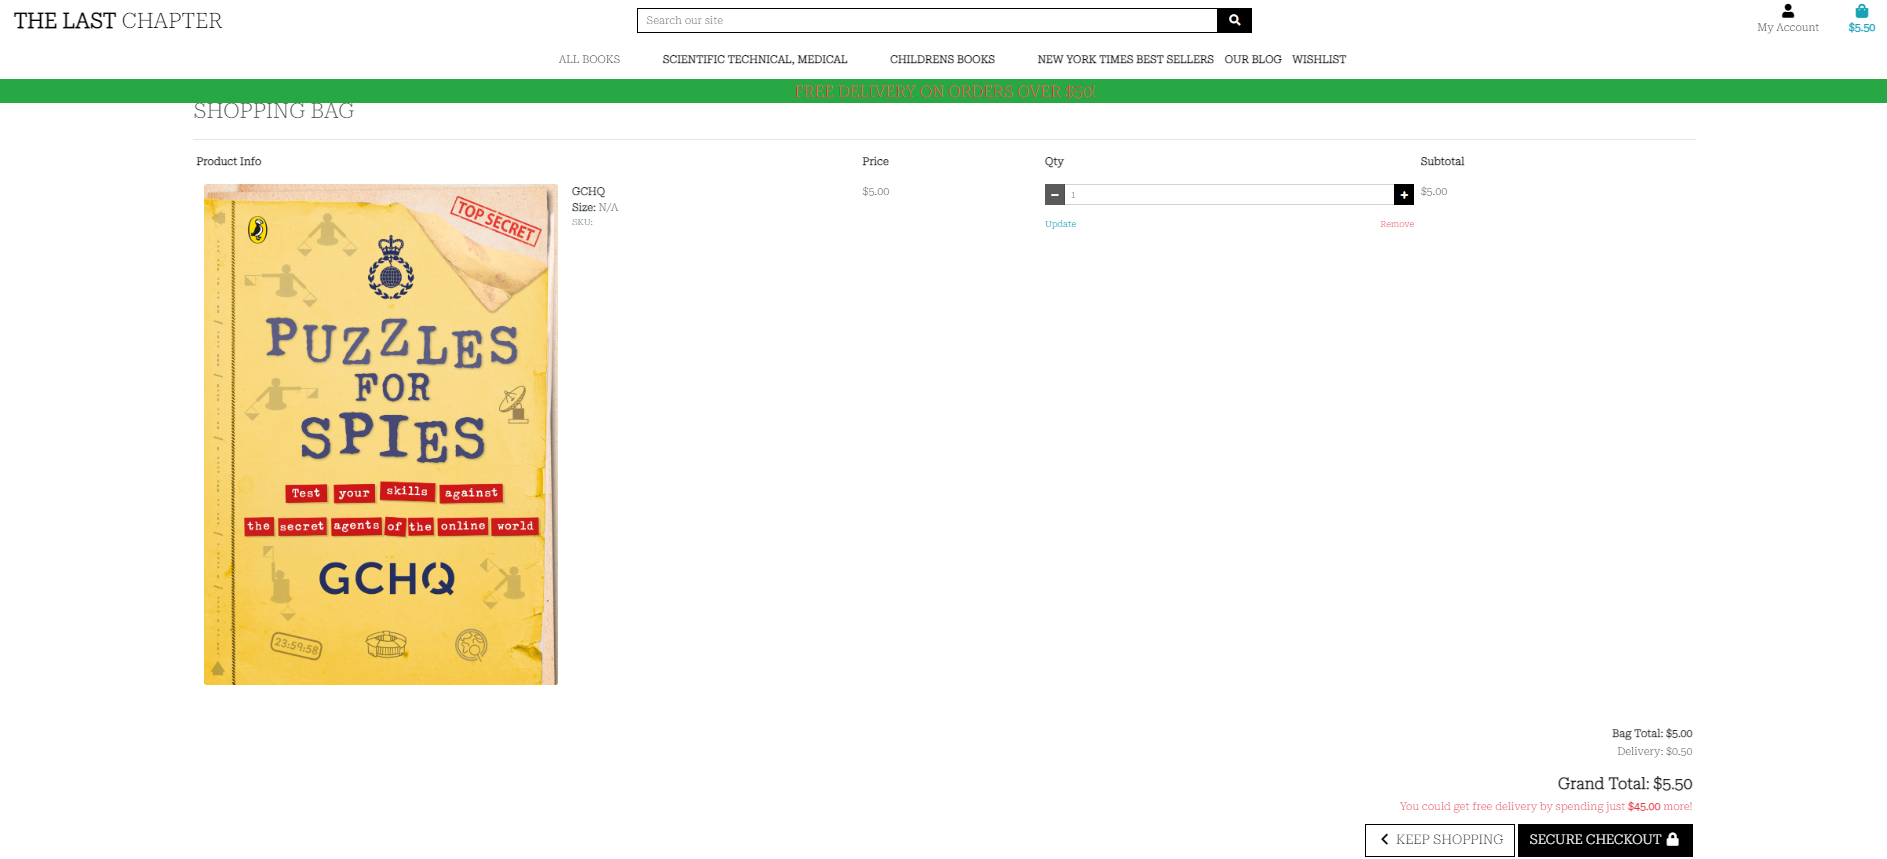 THE LAST CHAPTER
Search our site
My Account
$5.50
ALL BOOKS
SCIENTIFIC TECHNICAL, MEDICAL
CHILDRENS BOOKS
NEW YORK TIMES BEST SELLERS
OUR BLOG
WISHLIST
FREE DELIVERY ON ORDERS OVER $50!
SHOPPING BAG
Product Info
Price
Qty
Subtotal
TOP SECRET
PUZZLES
FOR
SPIES
Test your skills against
the secret agents of the online world
GCHQ
23:59:58
GCHQ
Size: N/A
SKU:
$5.00
1
$5.00
Update
Remove
Bag Total: $5.00
Delivery: $0.50
Grand Total: $5.50
You could get free delivery by spending just $45.00 more!
KEEP SHOPPING
SECURE CHECKOUT